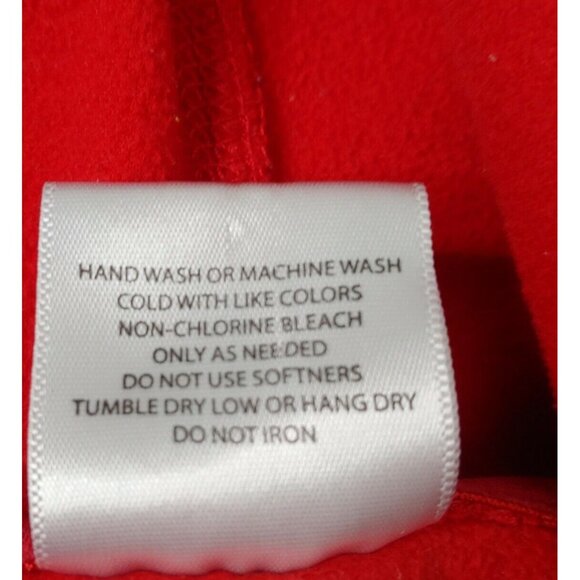 HAND WASH OR MACHINE WASH
COLD WITH LIKE COLORS
NON-CHLORINE BLEACH
ONLY AS NEEDED
DO NOT USE SOFTNERS
TUMBLE DRY LOW OR HANG DRY
DO NOT IRON